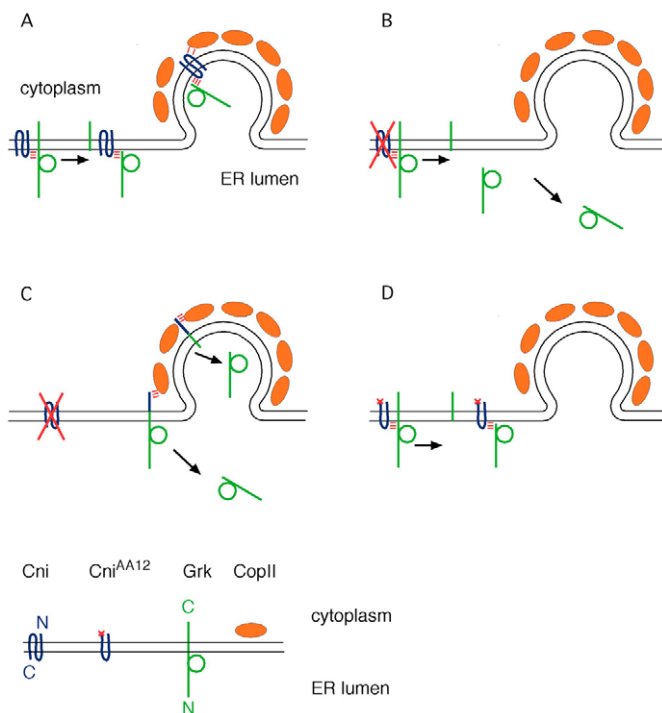 A
B
cytoplasm
ER lumen
C
D
Cni Cni^AA12 Grk CopII
C
N
cytoplasm
C
N
ER lumen